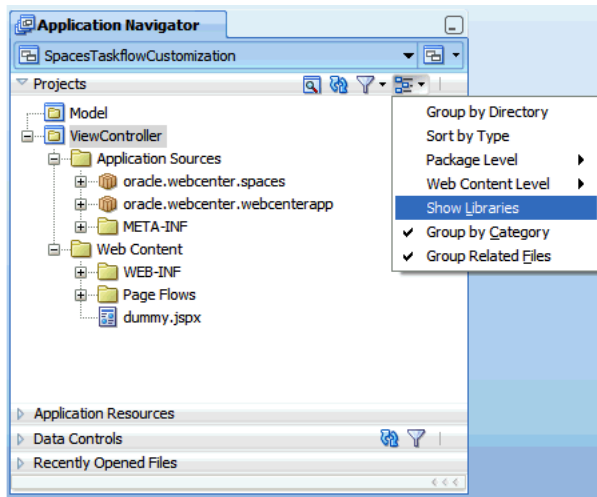 Application Navigator
SpacesTaskflowCustomization
Projects
Model
ViewController
Application Sources
oracle.webcenter.spaces
oracle.webcenter.webcenterapp
META-INF
Web Content
WEB-INF
Page Flows
dummy.jspx
Group by Directory
Sort by Type
Package Level
Web Content Level
Show Libraries
Group by Category
Group Related Files
Application Resources
Data Controls
Recently Opened Files